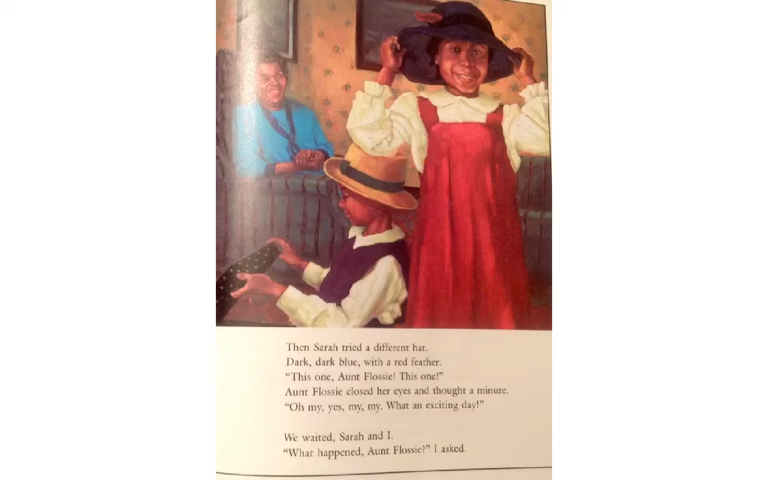 Then Sarah tried a different hat.
Dark, dark blue, with a red feather.
"This one, Aunt Flossie! This one!"
Aunt Flossie closed her eyes and thought a minute.
"Oh my, yes, my, my. What an exciting day!"
We waited, Sarah and I.
"What happened, Aunt Flossie?" I asked.